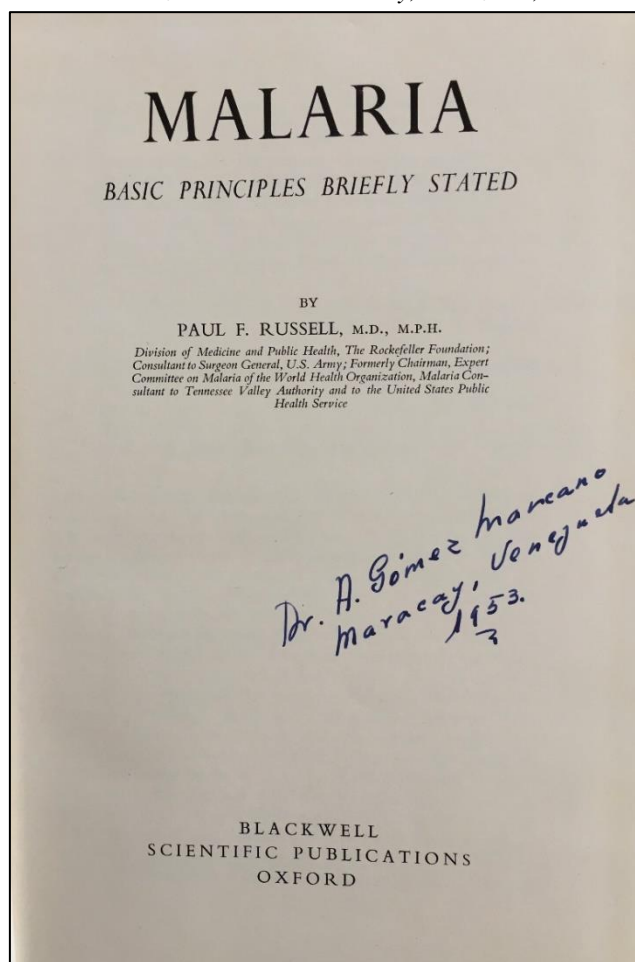 MALARIA
BASIC PRINCIPLES BRIEFLY STATED
BY
PAUL F. RUSSELL, M.D., M.P.H.
Division of Medicine and Public Health, The Rockefeller Foundation;
Consultant to Surgeon General, U.S. Army; Formerly Chairman, Expert
Committee on Malaria of the World Health Organization, Malaria Con-
sultant to Tennessee Valley Authority and to the United States Public
Health Service
Dr. A. Gómez Marcano
Maracay, Venezuela
1953.
BLACKWELL
SCIENTIFIC PUBLICATIONS
OXFORD